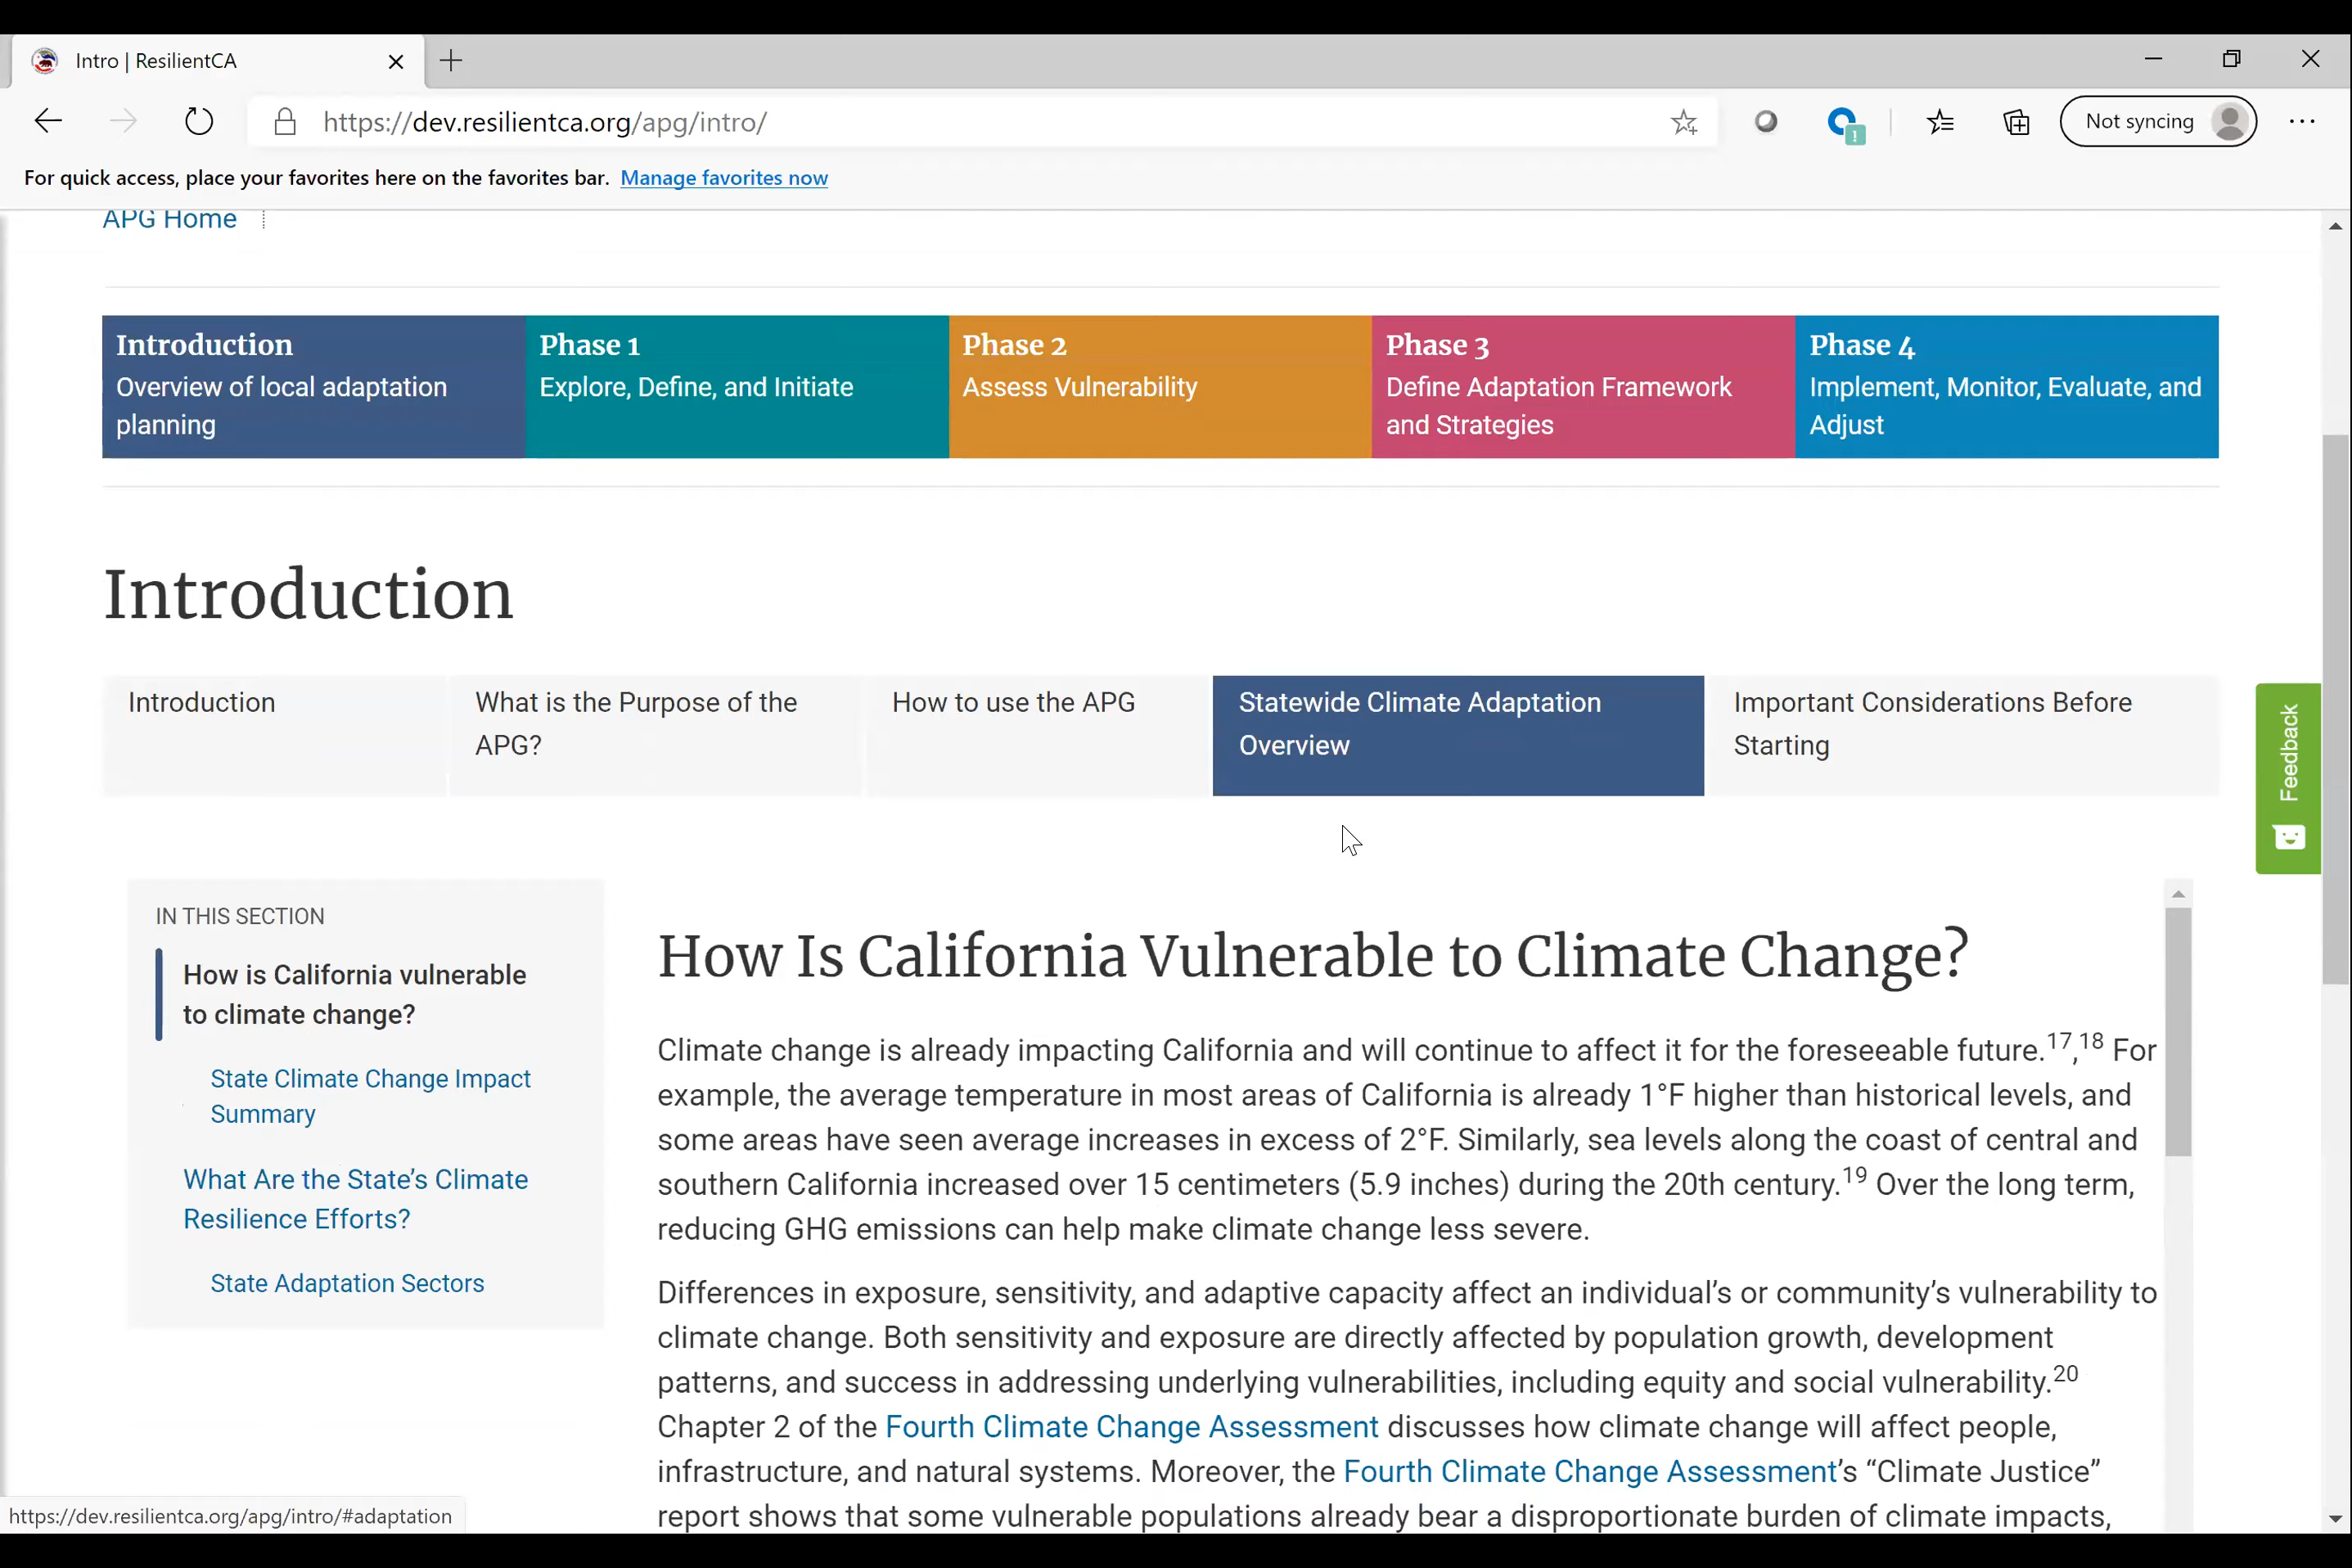 Intro | ResilientCA
https://dev.resilientca.org/apg/intro/
Not syncing
For quick access, place your favorites here on the favorites bar. Manage favorites now
APG Home
Introduction
Overview of local adaptation
planning
Phase 1
Explore, Define, and Initiate
Phase 2
Assess Vulnerability
Phase 3
Define Adaptation Framework
and Strategies
Phase 4
Implement, Monitor, Evaluate, and
Adjust
Introduction
Introduction
What is the Purpose of the
APG?
How to use the APG
Statewide Climate Adaptation
Overview
Important Considerations Before
Starting
Feedback
IN THIS SECTION
How is California vulnerable
to climate change?
State Climate Change Impact
Summary
What Are the State’s Climate
Resilience Efforts?
State Adaptation Sectors
How Is California Vulnerable to Climate Change?
Climate change is already impacting California and will continue to affect it for the foreseeable future.17,18 For
example, the average temperature in most areas of California is already 1°F higher than historical levels, and
some areas have seen average increases in excess of 2°F. Similarly, sea levels along the coast of central and
southern California increased over 15 centimeters (5.9 inches) during the 20th century.19 Over the long term,
reducing GHG emissions can help make climate change less severe.
Differences in exposure, sensitivity, and adaptive capacity affect an individual’s or community’s vulnerability to
climate change. Both sensitivity and exposure are directly affected by population growth, development
patterns, and success in addressing underlying vulnerabilities, including equity and social vulnerability.20
Chapter 2 of the Fourth Climate Change Assessment discusses how climate change will affect people,
infrastructure, and natural systems. Moreover, the Fourth Climate Change Assessment’s “Climate Justice”
report shows that some vulnerable populations already bear a disproportionate burden of climate impacts,
https://dev.resilientca.org/apg/intro/#adaptation